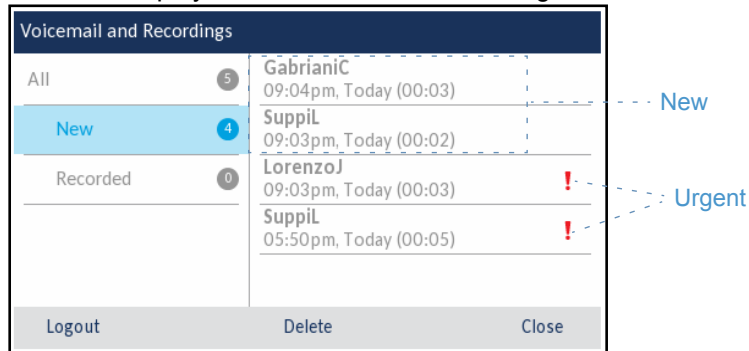 Voicemail and Recordings
All 5
New 4
Recorded 0
GabrianiC
09:04pm, Today (00:03)
SuppiL
09:03pm, Today (00:02)
LorenzoJ
09:03pm, Today (00:03) !
SuppiL
05:50pm, Today (00:05) !
New
Urgent
Logout Delete Close